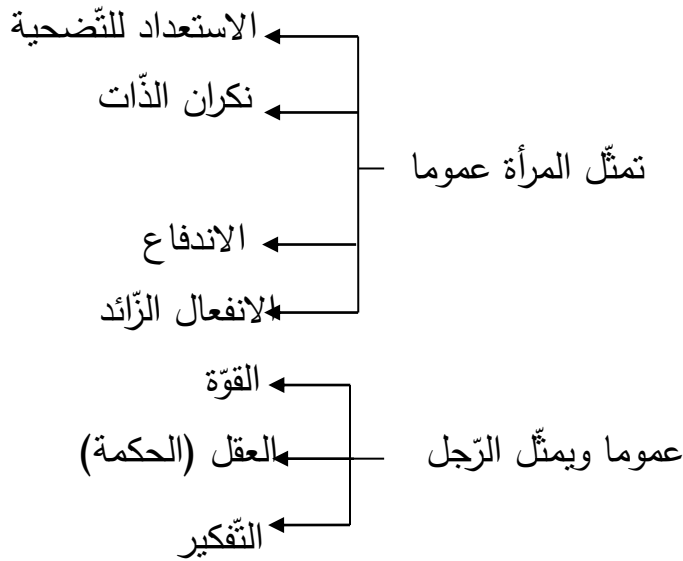 الاستعداد للتّضحية
نكران الذّات
تمثّل المرأة عموما
الاندفاع
الانفعال الزّائد
القوّة
العقل (الحكمة)
عموما ويمثّل الرّجل
التّفكير